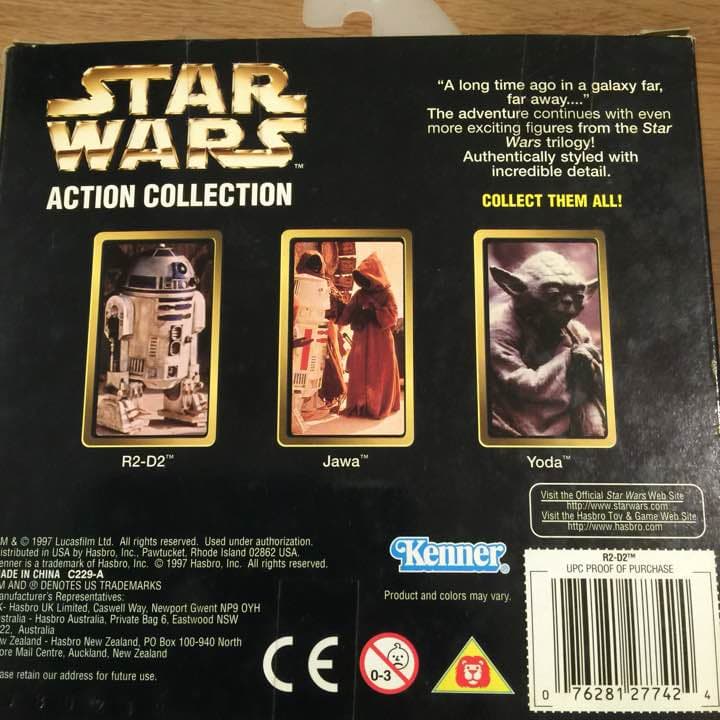 STAR
WARS™
ACTION COLLECTION
"A long time ago in a galaxy far,
far away...."
The adventure continues with even
more exciting figures from the Star
Wars trilogy!
Authentically styled with
incredible detail.
COLLECT THEM ALL!
R2-D2™
Jawa™
Yoda™
Visit the Official Star Wars Web Site
http://www.starwars.com
Visit the Hasbro Toy & Game Web Site
http://www.hasbro.com
M & © 1997 Lucasfilm Ltd. All rights reserved. Used under authorization.
istributed in USA by Hasbro, Inc., Pawtucket, Rhode Island 02862 USA.
enner is a trademark of Hasbro, Inc. © 1997 Hasbro, Inc. All rights reserved.
ADE IN CHINA C229-A
M AND ® DENOTES US TRADEMARKS
anufacturer's Representatives:
K- Hasbro UK Limited, Caswell Way, Newport Gwent NP9 0YH
stralia - Hasbro Australia, Private Bag 6, Eastwood NSW
22, Australia
w Zealand - Hasbro New Zealand, PO Box 100-940 North
ore Mail Centre, Auckland, New Zealand
ase retain our address for future use.
Kenner®
Product and colors may vary.
CE
0-3
R2-D2™
UPC PROOF OF PURCHASE
0 76281 27742 4